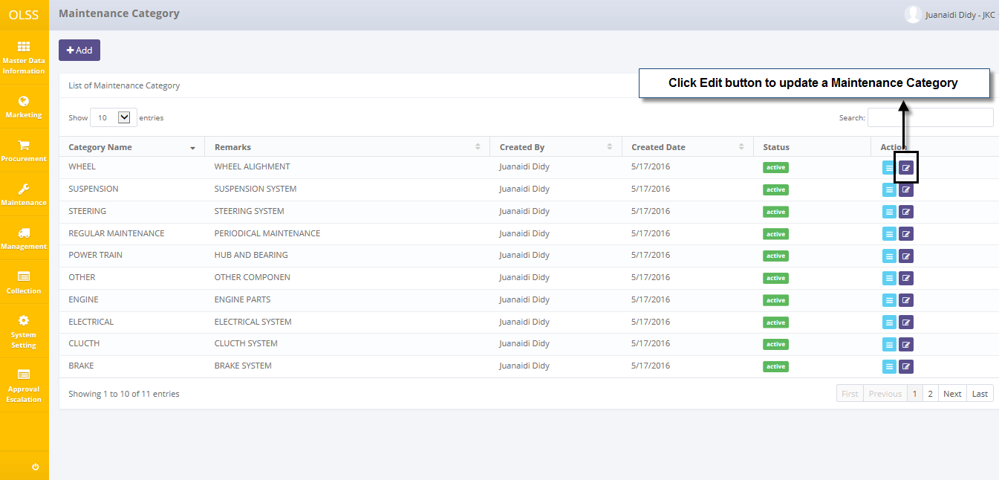 OLSS
Maintenance Category
Juanaidi Didy - JKC
Master Data
Information
Marketing
Procurement
Maintenance
Management
Collection
System
Setting
Approval
Escalation
+ Add
List of Maintenance Category
Click Edit button to update a Maintenance Category
Show 10 entries
Search:
Category Name Remarks Created By Created Date Status Action
WHEEL WHEEL ALIGHMENT Juanaidi Didy 5/17/2016 active
SUSPENSION SUSPENSION SYSTEM Juanaidi Didy 5/17/2016 active
STEERING STEERING SYSTEM Juanaidi Didy 5/17/2016 active
REGULAR MAINTENANCE PERIODICAL MAINTENANCE Juanaidi Didy 5/17/2016 active
POWER TRAIN HUB AND BEARING Juanaidi Didy 5/17/2016 active
OTHER OTHER COMPONEN Juanaidi Didy 5/17/2016 active
ENGINE ENGINE PARTS Juanaidi Didy 5/17/2016 active
ELECTRICAL ELECTRICAL SYSTEM Juanaidi Didy 5/17/2016 active
CLUCTH CLUCTH SYSTEM Juanaidi Didy 5/17/2016 active
BRAKE BRAKE SYSTEM Juanaidi Didy 5/17/2016 active
Showing 1 to 10 of 11 entries
First Previous 1 2 Next Last